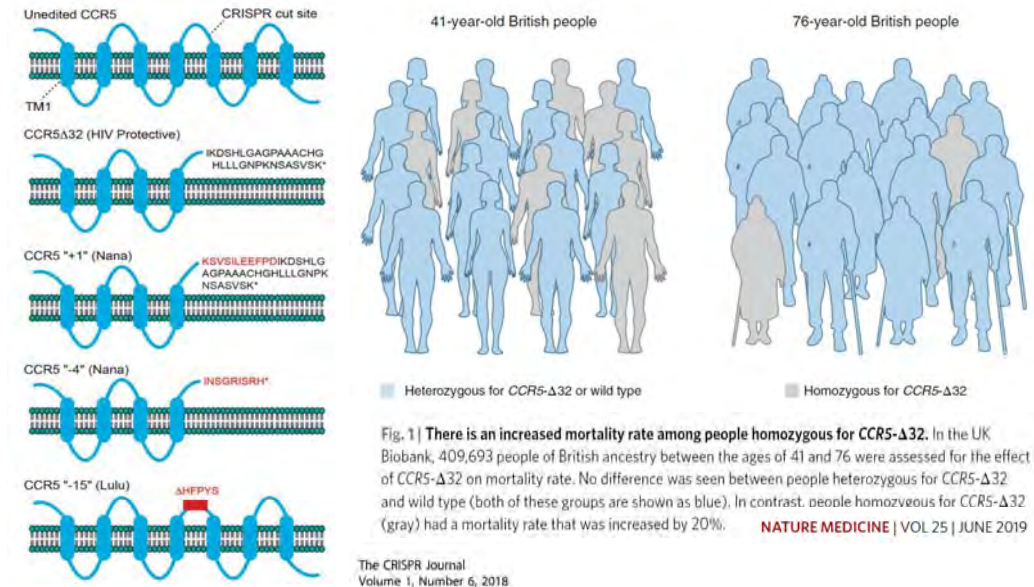 Unedited CCR5
CRISPR cut site
TM1
CCR5Δ32 (HIV Protective)
IKDSHLGAGPAAACHG
HLLLGNPKNSASVSK*
CCR5 "+1" (Nana)
KSVSILEEFPDIKDSHLG
AGPAAACHGHLLLGNPK
NSASVSK*
CCR5 "-4" (Nana)
INSGRISRH*
CCR5 "-15" (Lulu)
ΔHFPYS
The CRISPR Journal
Volume 1, Number 6, 2018
41-year-old British people
76-year-old British people
Heterozygous for CCR5-Δ32 or wild type
Homozygous for CCR5-Δ32
Fig. 1 | There is an increased mortality rate among people homozygous for CCR5-Δ32. In the UK
Biobank, 409,693 people of British ancestry between the ages of 41 and 76 were assessed for the effect
of CCR5-Δ32 on mortality rate. No difference was seen between people heterozygous for CCR5-Δ32
and wild type (both of these groups are shown as blue). In contrast, people homozygous for CCR5-Δ32
(gray) had a mortality rate that was increased by 20%.
NATURE MEDICINE | VOL 25 | JUNE 2019